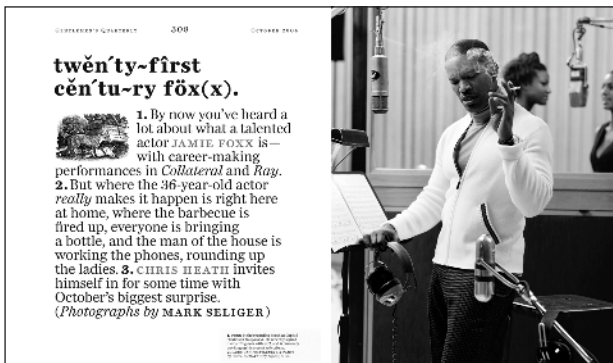 GENTLEMEN'S QUARTERLY 309 OCTOBER 2005
twĕn´ty~fîrst
cĕn´tu~ry fŏx(x).
1. By now you've heard a
lot about what a talented
actor JAMIE FOXX is—
with career-making
performances in Collateral and Ray.
2. But where the 36-year-old actor
really makes it happen is right here
at home, where the barbecue is
fired up, everyone is bringing
a bottle, and the man of the house is
working the phones, rounding up
the ladies. 3. CHRIS HEATH invites
himself in for some time with
October's biggest surprise.
(Photographs by MARK SELIGER)